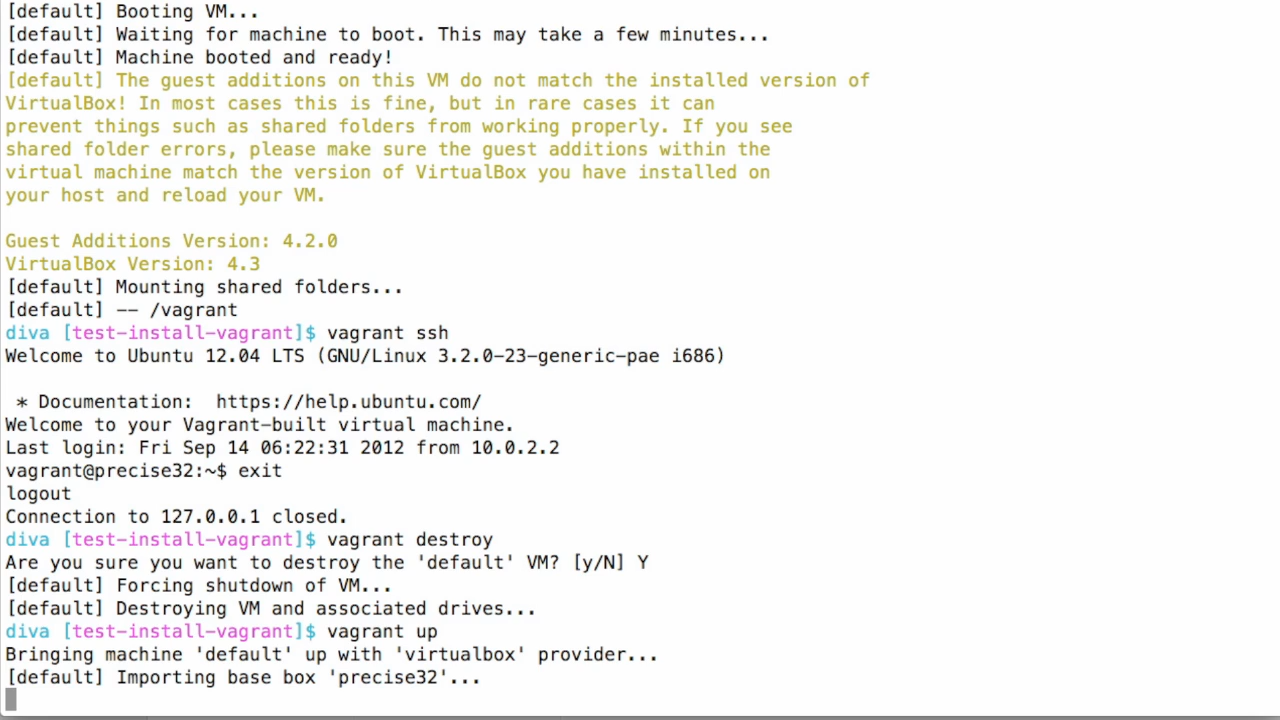 [default] Booting VM...
[default] Waiting for machine to boot. This may take a few minutes...
[default] Machine booted and ready!
[default] The guest additions on this VM do not match the installed version of
VirtualBox! In most cases this is fine, but in rare cases it can
prevent things such as shared folders from working properly. If you see
shared folder errors, please make sure the guest additions within the
virtual machine match the version of VirtualBox you have installed on
your host and reload your VM.
Guest Additions Version: 4.2.0
VirtualBox Version: 4.3
[default] Mounting shared folders...
[default] -- /vagrant
diva [test-install-vagrant]$ vagrant ssh
Welcome to Ubuntu 12.04 LTS (GNU/Linux 3.2.0-23-generic-pae i686)
* Documentation:  https://help.ubuntu.com/
Welcome to your Vagrant-built virtual machine.
Last login: Fri Sep 14 06:22:31 2012 from 10.0.2.2
vagrant@precise32:~$ exit
logout
Connection to 127.0.0.1 closed.
diva [test-install-vagrant]$ vagrant destroy
Are you sure you want to destroy the 'default' VM? [y/N] Y
[default] Forcing shutdown of VM...
[default] Destroying VM and associated drives...
diva [test-install-vagrant]$ vagrant up
Bringing machine 'default' up with 'virtualbox' provider...
[default] Importing base box 'precise32'...